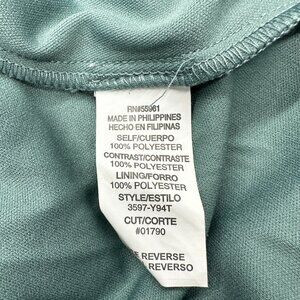 RN#55961
MADE IN PHILIPPINES
HECHO EN FILIPINAS
SELF/CUERPO
100% POLYESTER
CONTRAST/CONTRASTE
100% POLYESTER
LINING/FORRO
100% POLYESTER
STYLE/ESTILO
3597-Y94T
CUT/CORTE
#01790
REVERSE
REVERSO